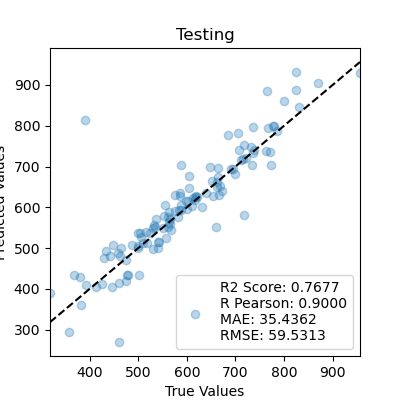 Testing
Predicted Values
900
800
700
600
500
400
300
R2 Score: 0.7677
R Pearson: 0.9000
MAE: 35.4362
RMSE: 59.5313
400 500 600 700 800 900
True Values